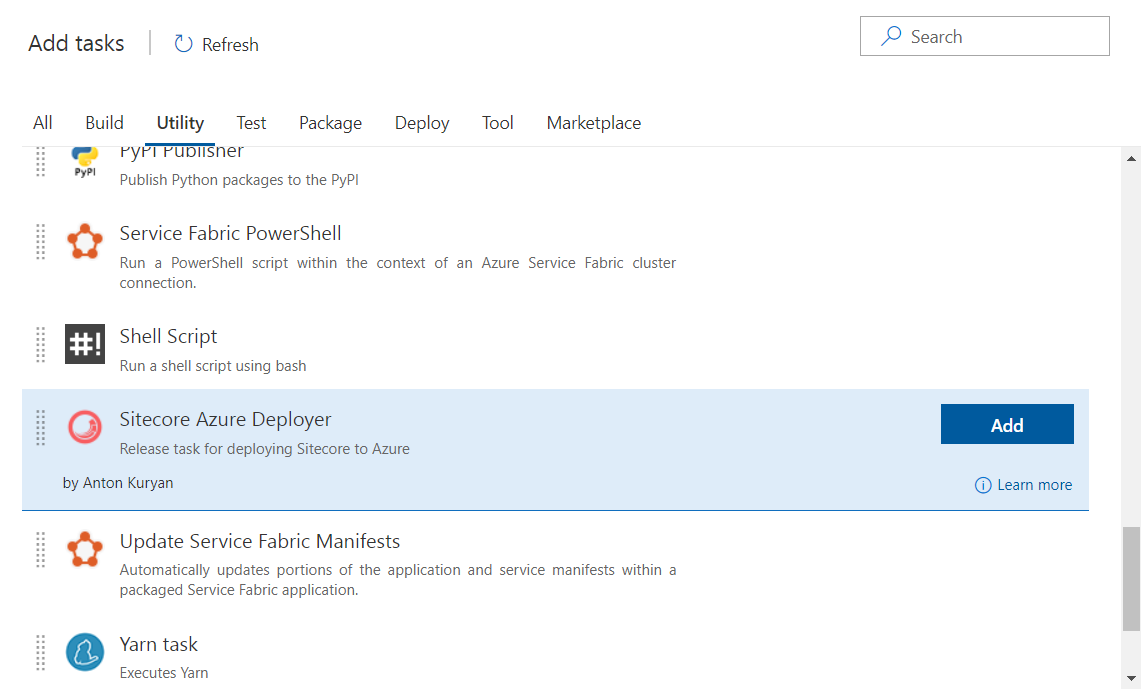 Add tasks
Refresh
Search
All Build Utility Test Package Deploy Tool Marketplace
PyPI Publisher
PyPI
Publish Python packages to the PyPI
Service Fabric PowerShell
Run a PowerShell script within the context of an Azure Service Fabric cluster
connection.
#!
Shell Script
Run a shell script using bash
Sitecore Azure Deployer
Add
Release task for deploying Sitecore to Azure
by Anton Kuryan
Learn more
Update Service Fabric Manifests
Automatically updates portions of the application and service manifests within a
packaged Service Fabric application.
Yarn task
Executes Yarn